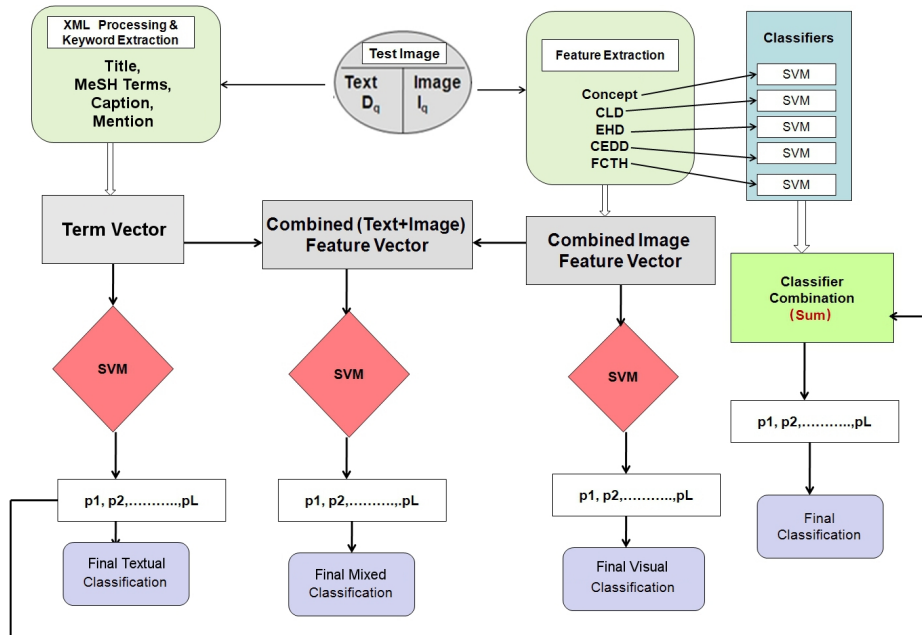 XML Processing &
Keyword Extraction
Title,
MeSH Terms,
Caption,
Mention
Test Image
Text
Dq
Image
Iq
Feature Extraction
Concept
CLD
EHD
CEDD
FCTH
Classifiers
SVM
SVM
SVM
SVM
SVM
Term Vector
Combined (Text+Image)
Feature Vector
Combined Image
Feature Vector
Classifier
Combination
(Sum)
SVM
SVM
SVM
p1, p2,………..,pL
p1, p2,………..,pL
p1, p2,………..,.pL
p1, p2,………..,pL
Final Textual
Classification
Final Mixed
Classification
Final Visual
Classification
Final
Classification